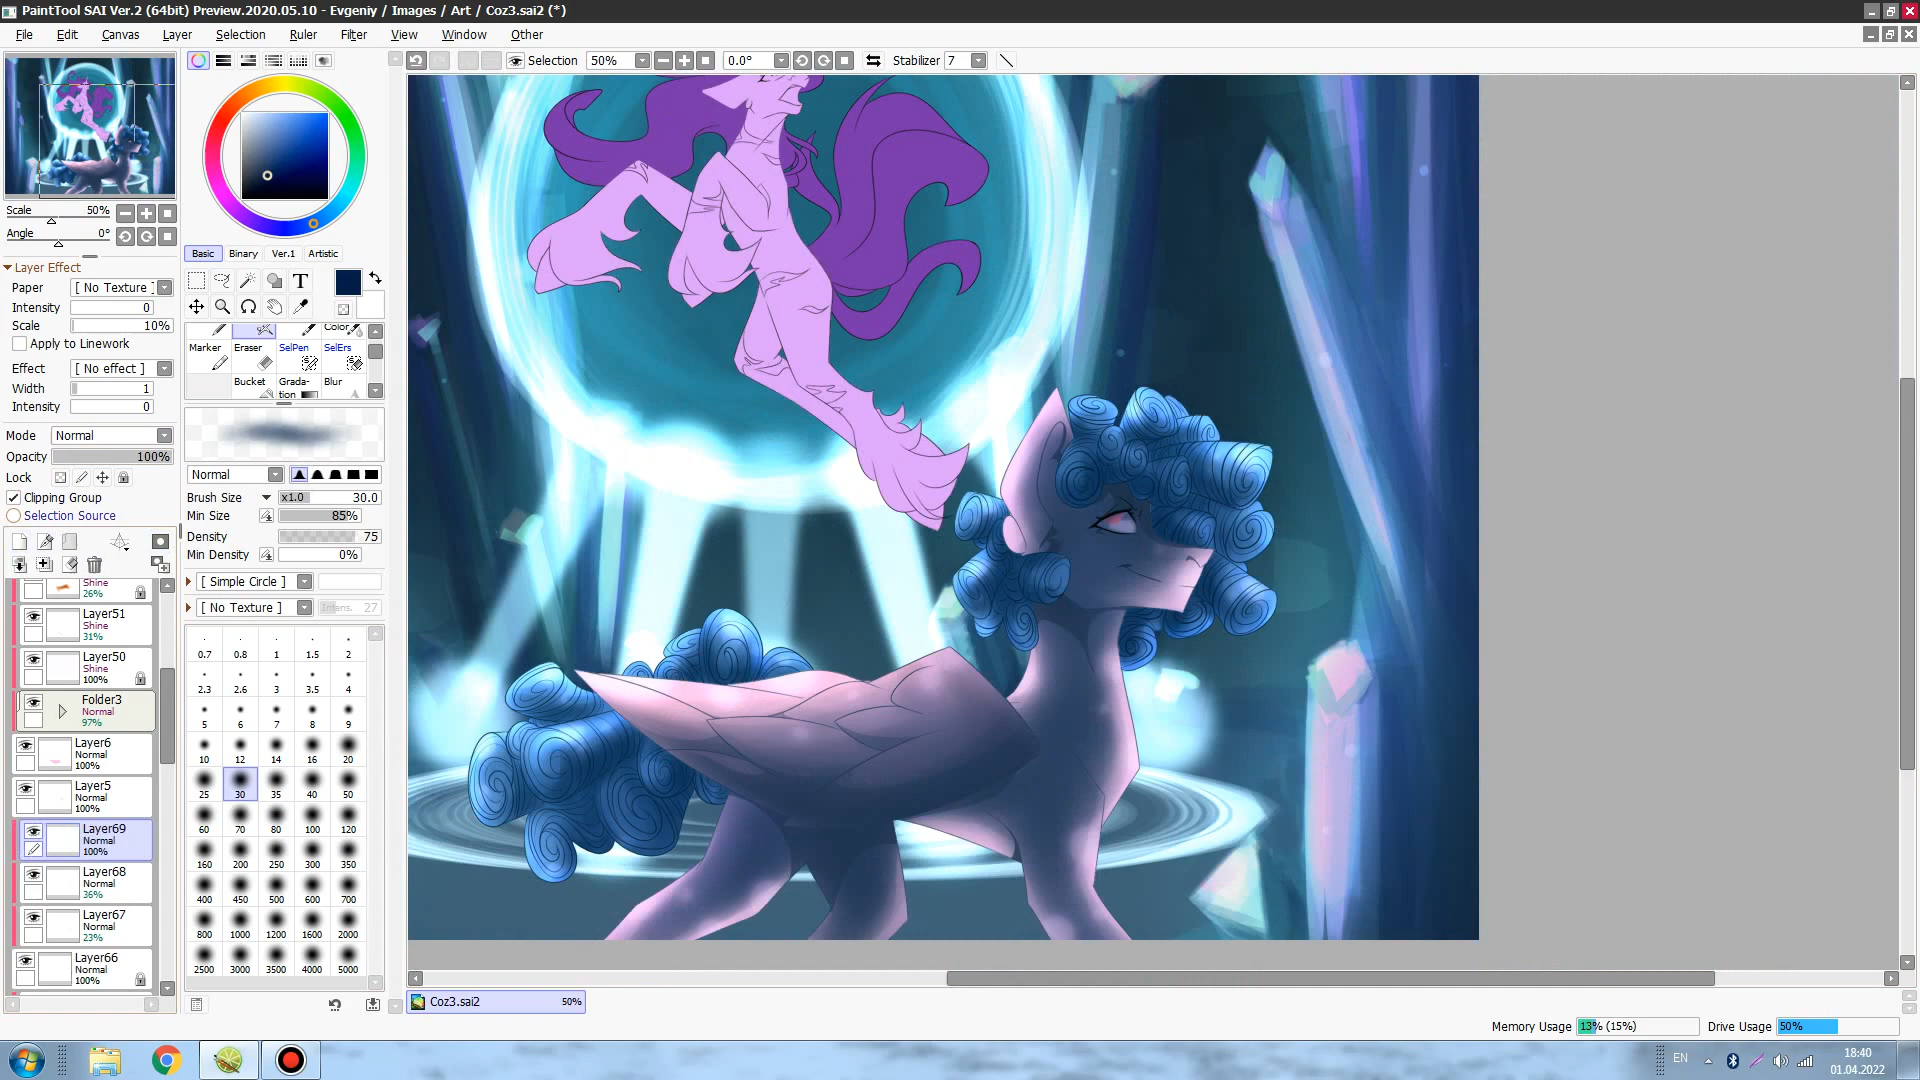 PaintTool SAI Ver.2 (64bit) Preview.2020.05.10 - Evgeniy / Images / Art / Coz3.sai2 (*)
File Edit Canvas Layer Selection Ruler Filter View Window Other
Selection 50% 0.0° Stabilizer 7
Scale 50%
Angle 0°
Layer Effect
Paper [ No Texture ]
Intensity 0
Scale 10%
Apply to Linework
Effect [ No effect ]
Width 1
Intensity 0
Mode Normal
Opacity 100%
Lock
Clipping Group
Selection Source
Shine
26%
Layer51
Shine
31%
Layer50
Shine
100%
Folder3
Normal
97%
Layer6
Normal
100%
Layer5
Normal
100%
Layer69
Normal
100%
Layer68
Normal
36%
Layer67
Normal
23%
Layer66
Normal
100%
Basic Binary Ver.1 Artistic
T
Color
Marker Eraser SelPen SelErs
Bucket Grada-tion Blur
Normal
Brush Size x1.0 30.0
Min Size 85%
Density 75
Min Density 0%
[ Simple Circle ]
[ No Texture ] Intens. 27
0.7 0.8 1 1.5 2
2.3 2.6 3 3.5 4
5 6 7 8 9
10 12 14 16 20
25 30 35 40 50
60 70 80 100 120
160 200 250 300 350
400 450 500 600 700
800 1000 1200 1600 2000
2500 3000 3500 4000 5000
Coz3.sai2 50%
Memory Usage 13% (15%) Drive Usage 50%
EN
18:40
01.04.2022